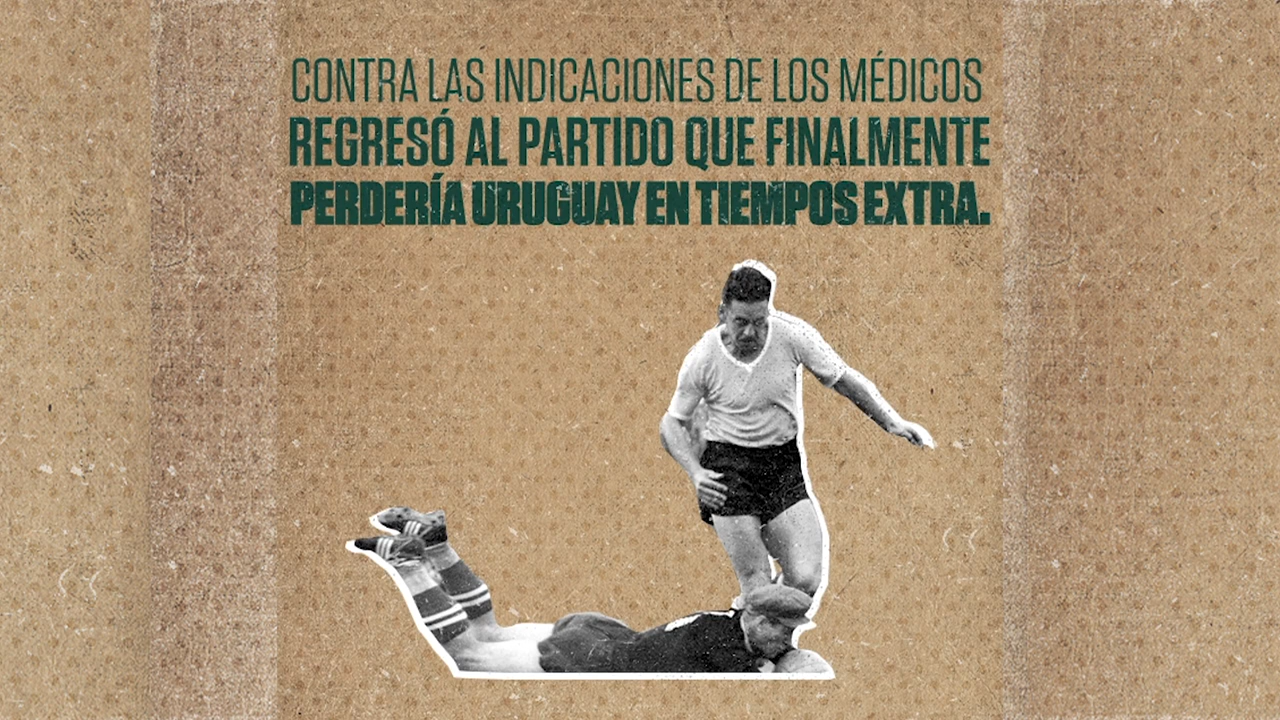 CONTRA LAS INDICACIONES DE LOS MÉDICOS
REGRESÓ AL PARTIDO QUE FINALMENTE
PERDERÍA URUGUAY EN TIEMPOS EXTRA.